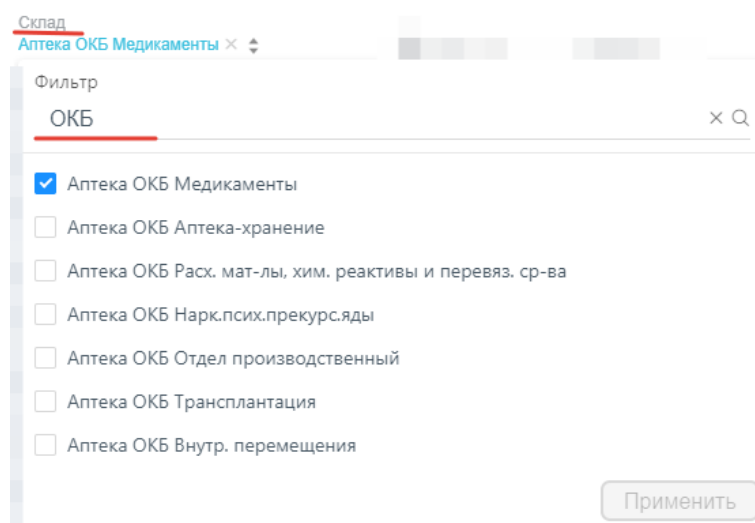 Склад
Аптека ОКБ Медикаменты
Фильтр
ОКБ
Аптека ОКБ Медикаменты
Аптека ОКБ Аптека-хранение
Аптека ОКБ Расх. мат-лы, хим. реактивы и перевяз. ср-ва
Аптека ОКБ Нарк.псих.прекурс.яды
Аптека ОКБ Отдел производственный
Аптека ОКБ Трансплантация
Аптека ОКБ Внутр. перемещения
Применить